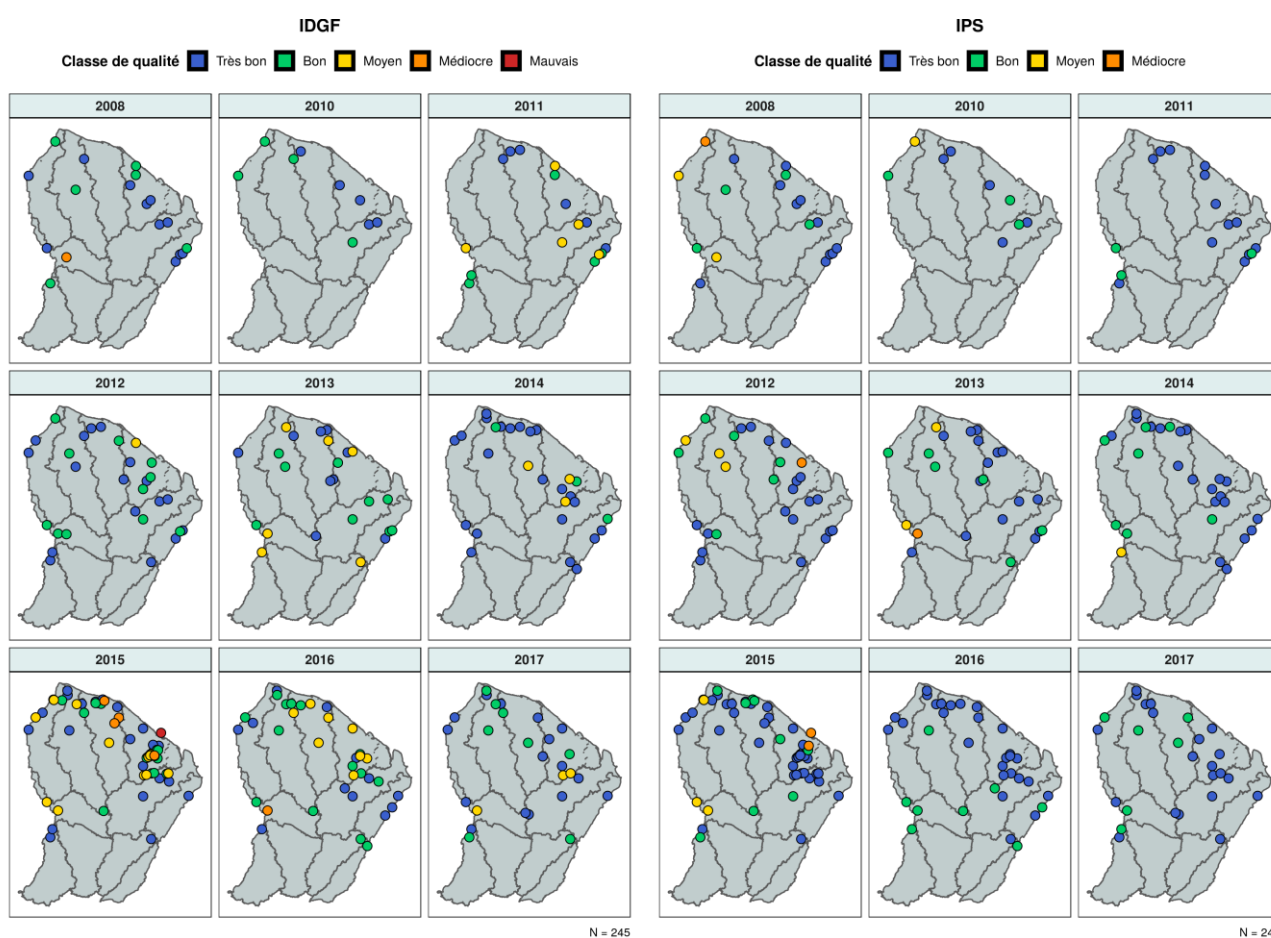 IDGF
Classe de qualité Très bon Bon Moyen Médiocre Mauvais
2008 2010 2011
2012 2013 2014
2015 2016 2017
N = 245
IPS
Classe de qualité Très bon Bon Moyen Médiocre
2008 2010 2011
2012 2013 2014
2015 2016 2017
N = 24